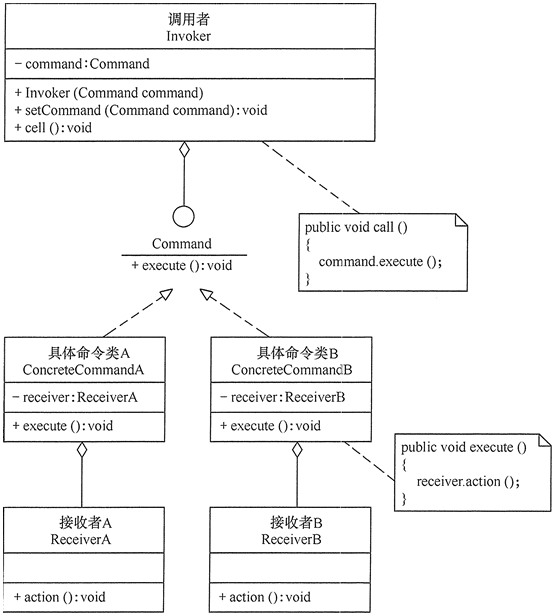 调用者
Invoker
− command:Command
+ Invoker (Command command)
+ setCommand (Command command):void
+ cell ():void
public void call ()
{
command.execute ();
}
Command
+ execute ():void
具体命令类A
ConcreteCommandA
− receiver:ReceiverA
+ execute ():void
具体命令类B
ConcreteCommandB
− receiver:ReceiverB
+ execute ():void
public void execute ()
{
receiver.action ();
}
接收者A
ReceiverA
+ action ():void
接收者B
ReceiverB
+ action ():void